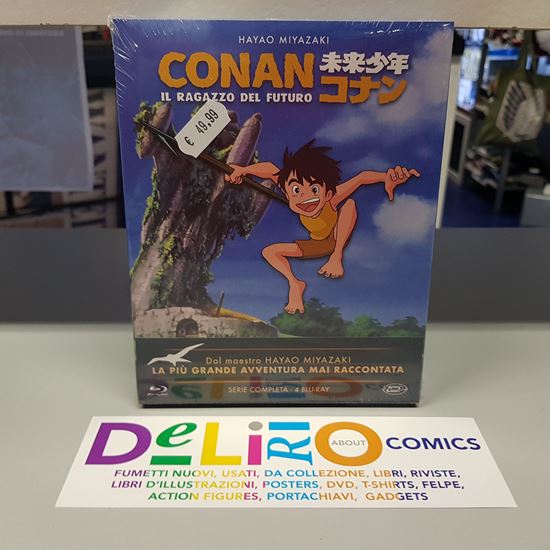 HAYAO MIYAZAKI
CONAN 未来少年
IL RAGAZZO DEL FUTURO コナン
€ 49,99
Dal maestro HAYAO MIYAZAKI
LA PIÙ GRANDE AVVENTURA MAI RACCONTATA
SERIE COMPLETA - 4 BLU-RAY
DELIRIO
ABOUT COMICS
FUMETTI NUOVI, USATI, DA COLLEZIONE, LIBRI, RIVISTE,
LIBRI D'ILLUSTRAZIONI, POSTERS, DVD, T-SHIRTS, FELPE,
ACTION FIGURES, PORTACHIAVI, GADGETS